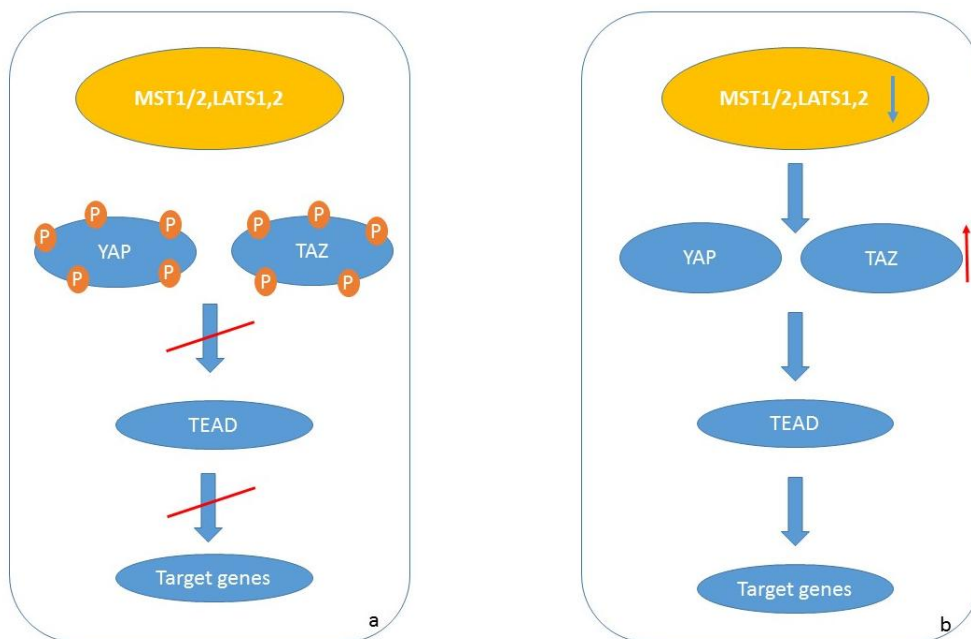 MST1/2,LATS1,2
P
P
P
P
P
YAP
P
P
P
P
P
TAZ
TEAD
Target genes
a
MST1/2,LATS1,2
YAP
TAZ
TEAD
Target genes
b